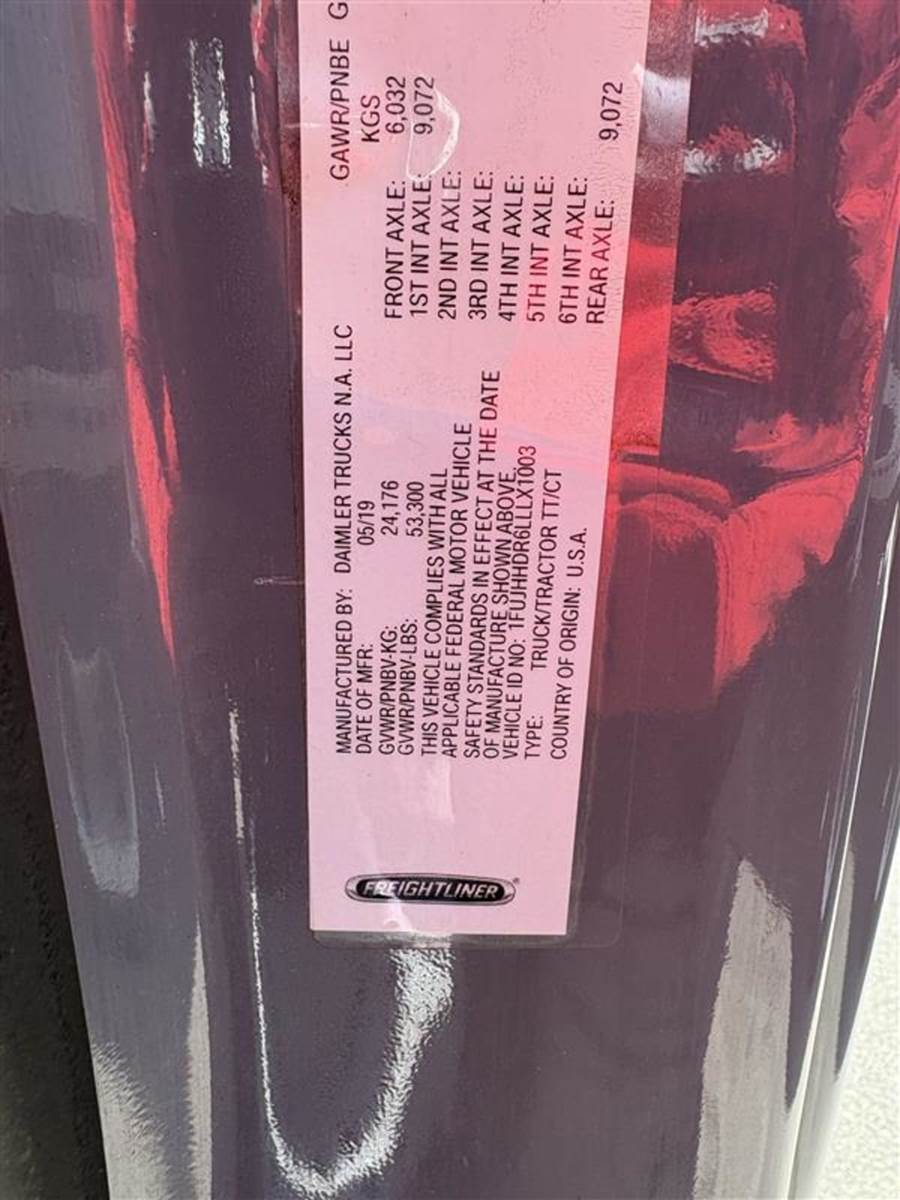 FREIGHTLINER®
MANUFACTURED BY: DAIMLER TRUCKS N.A. LLC
DATE OF MFR: 05/19
GVWR/PNBV-KG: 24,176
GVWR/PNBV-LBS: 53,300
THIS VEHICLE COMPLIES WITH ALL
APPLICABLE FEDERAL MOTOR VEHICLE
SAFETY STANDARDS IN EFFECT AT THE DATE
OF MANUFACTURE SHOWN ABOVE.
VEHICLE ID NO: 1FUJHHDR6LLLX1003
TYPE: TRUCK/TRACTOR TT/CT
COUNTRY OF ORIGIN: U.S.A.
GAWR/PNBE G
KGS
FRONT AXLE: 6,032
1ST INT AXLE: 9,072
2ND INT AXLE:
3RD INT AXLE:
4TH INT AXLE:
5TH INT AXLE:
6TH INT AXLE:
REAR AXLE: 9,072